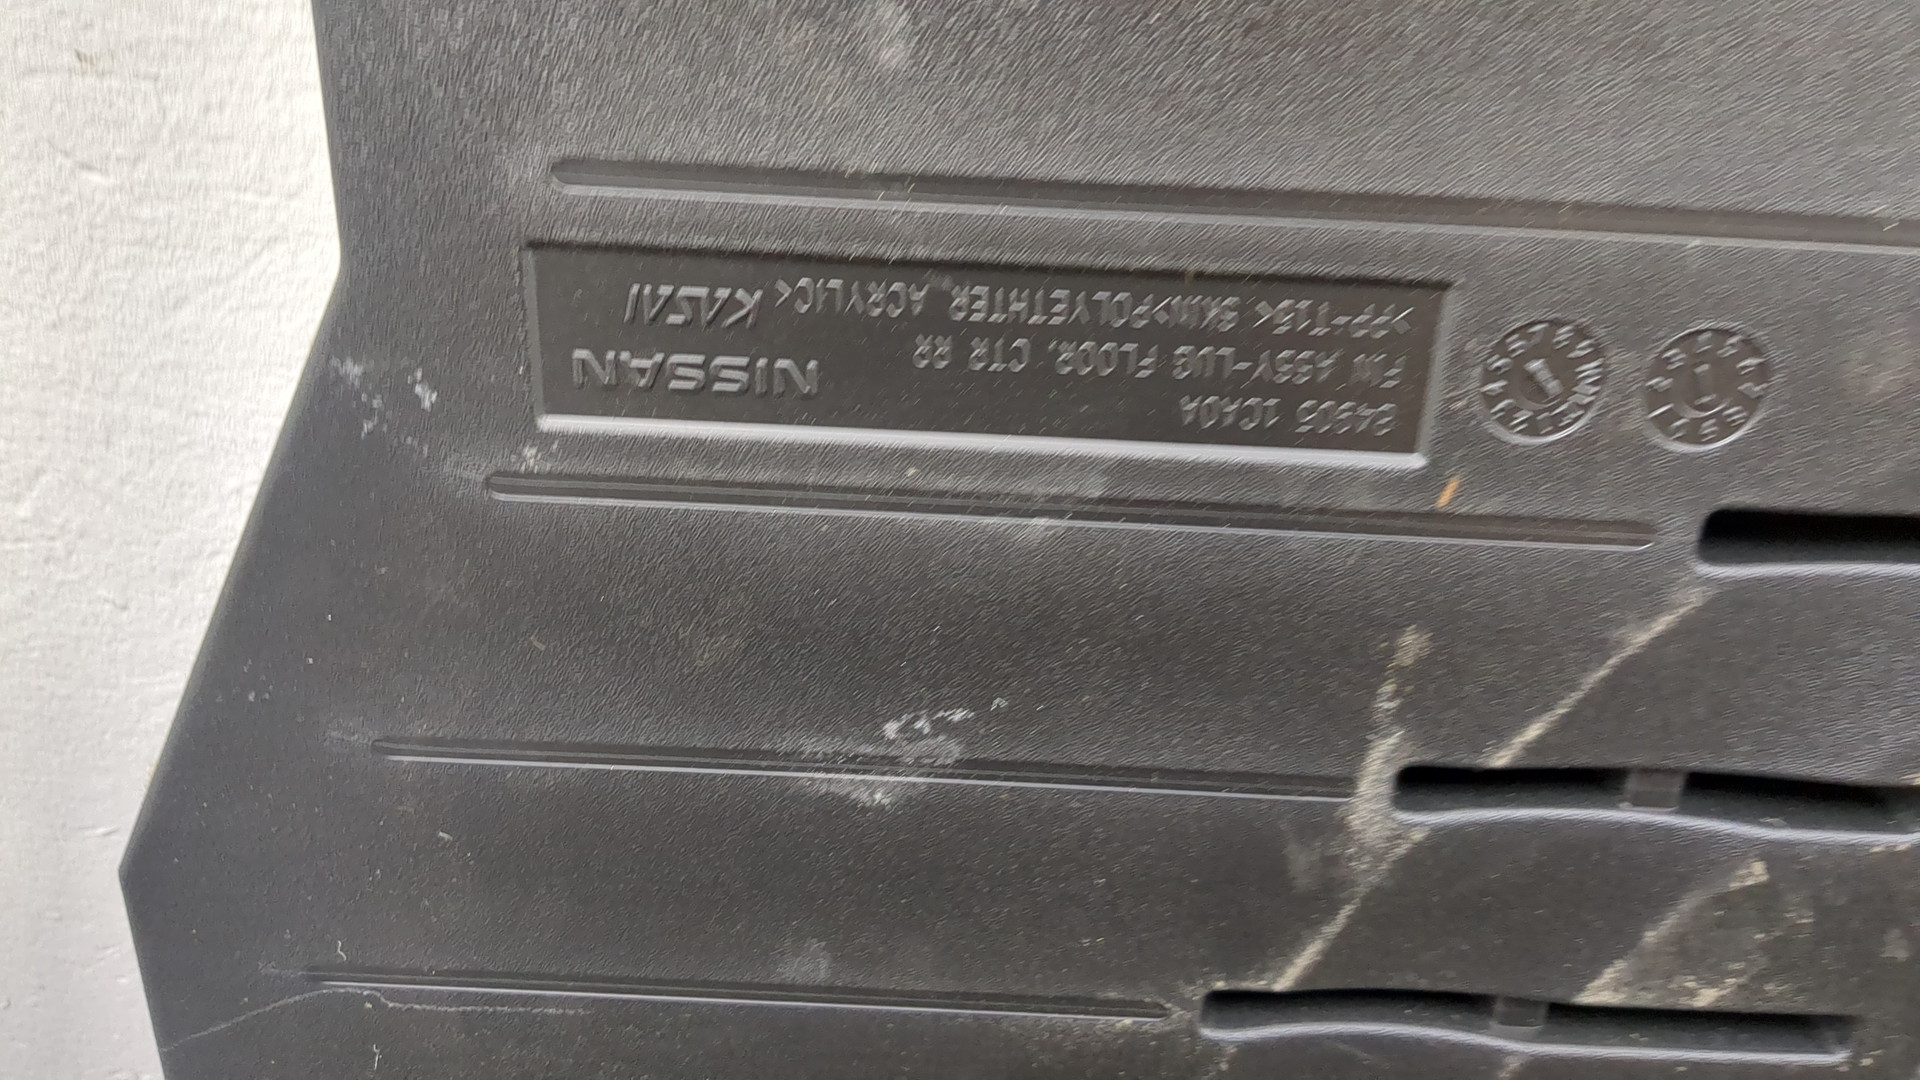 84905 1CA0A
FIN ASSY-LUG FLOOR, CTR RR
NISSAN
>PP-T15< SKIN>POLYETHTER, ACRYLIC<
KASAI